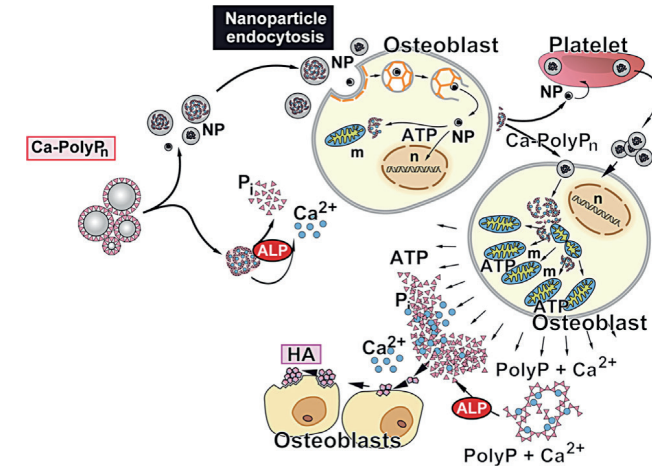 Nanoparticle
endocytosis
NP
Osteoblast
Platelet
NP
NP
Ca-PolyPn
ATP
NP
m
n
Ca-PolyPn
Pi
Ca2+
ALP
n
ATP
m
ATP
m
ATP
Pi
Osteoblast
Ca2+
HA
PolyP + Ca2+
ALP
Osteoblasts
PolyP + Ca2+